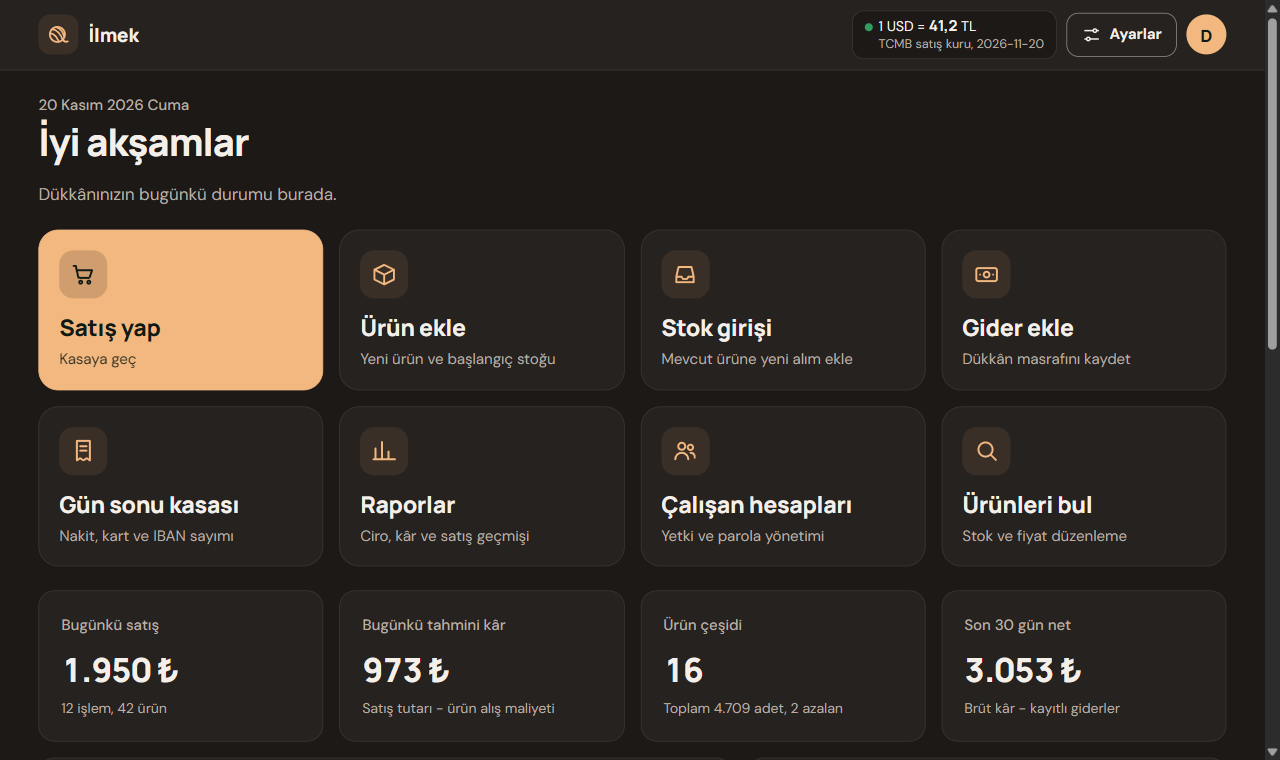 İlmek
1 USD = 41,2 TL
TCMB satış kuru, 2026-11-20
Ayarlar
D
20 Kasım 2026 Cuma
İyi akşamlar
Dükkânınızın bugünkü durumu burada.
Satış yap
Kasaya geç
Ürün ekle
Yeni ürün ve başlangıç stoğu
Stok girişi
Mevcut ürüne yeni alım ekle
Gider ekle
Dükkân masrafını kaydet
Gün sonu kasası
Nakit, kart ve IBAN sayımı
Raporlar
Ciro, kâr ve satış geçmişi
Çalışan hesapları
Yetki ve parola yönetimi
Ürünleri bul
Stok ve fiyat düzenleme
Bugünkü satış
1.950 ₺
12 işlem, 42 ürün
Bugünkü tahmini kâr
973 ₺
Satış tutarı − ürün alış maliyeti
Ürün çeşidi
16
Toplam 4.709 adet, 2 azalan
Son 30 gün net
3.053 ₺
Brüt kâr − kayıtlı giderler